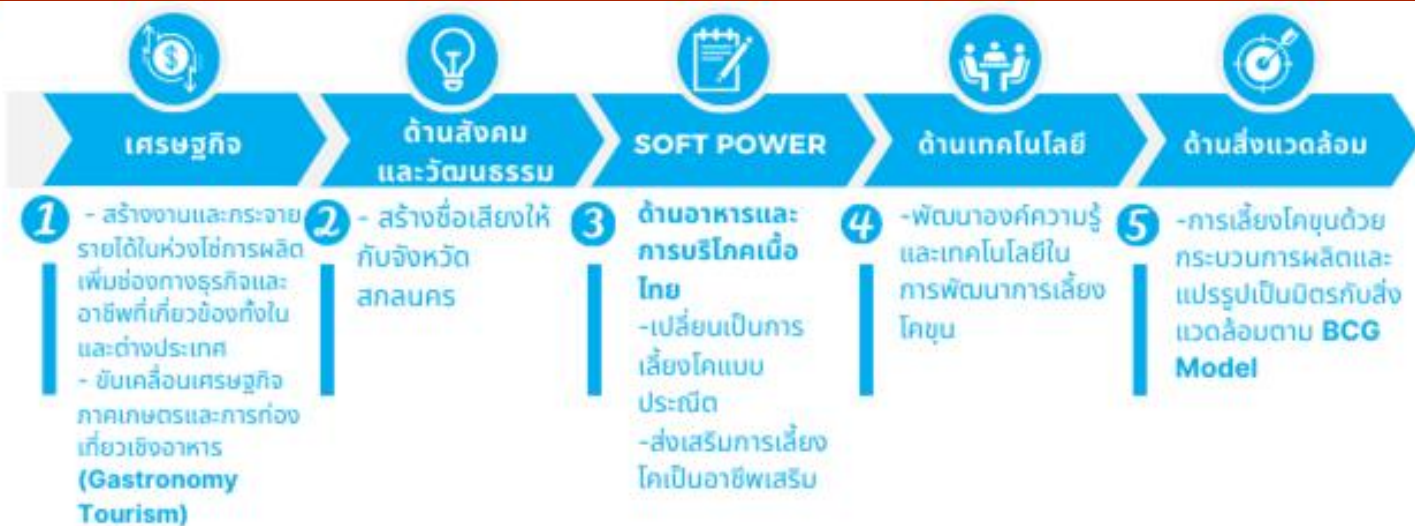 เศรษฐกิจ
ด้านสังคม
และวัฒนธรรม
SOFT POWER
ด้านเทคโนโลยี
ด้านสิ่งแวดล้อม
1
- สร้างงานและกระจาย
รายได้ในห่วงโซ่การผลิต
เพิ่มช่องทางธุรกิจและ
อาชีพที่เกี่ยวข้องทั้งใน
และต่างประเทศ
- ขับเคลื่อนเศรษฐกิจ
ภาคเกษตรและการท่อง
เที่ยวเชิงอาหาร
(Gastronomy
Tourism)
2
- สร้างชื่อเสียงให้
กับจังหวัด
สกลนคร
3
ด้านอาหารและ
การบริโภคเนื้อ
ไทย
-เปลี่ยนเป็นการ
เลี้ยงโคแบบ
ประณีต
-ส่งเสริมการเลี้ยง
โคเป็นอาชีพเสริม
4
-พัฒนาองค์ความรู้
และเทคโนโลยีใน
การพัฒนาการเลี้ยง
โคขุน
5
-การเลี้ยงโคขุนด้วย
กระบวนการผลิตและ
แปรรูปเป็นมิตรกับสิ่ง
แวดล้อมตาม BCG
Model